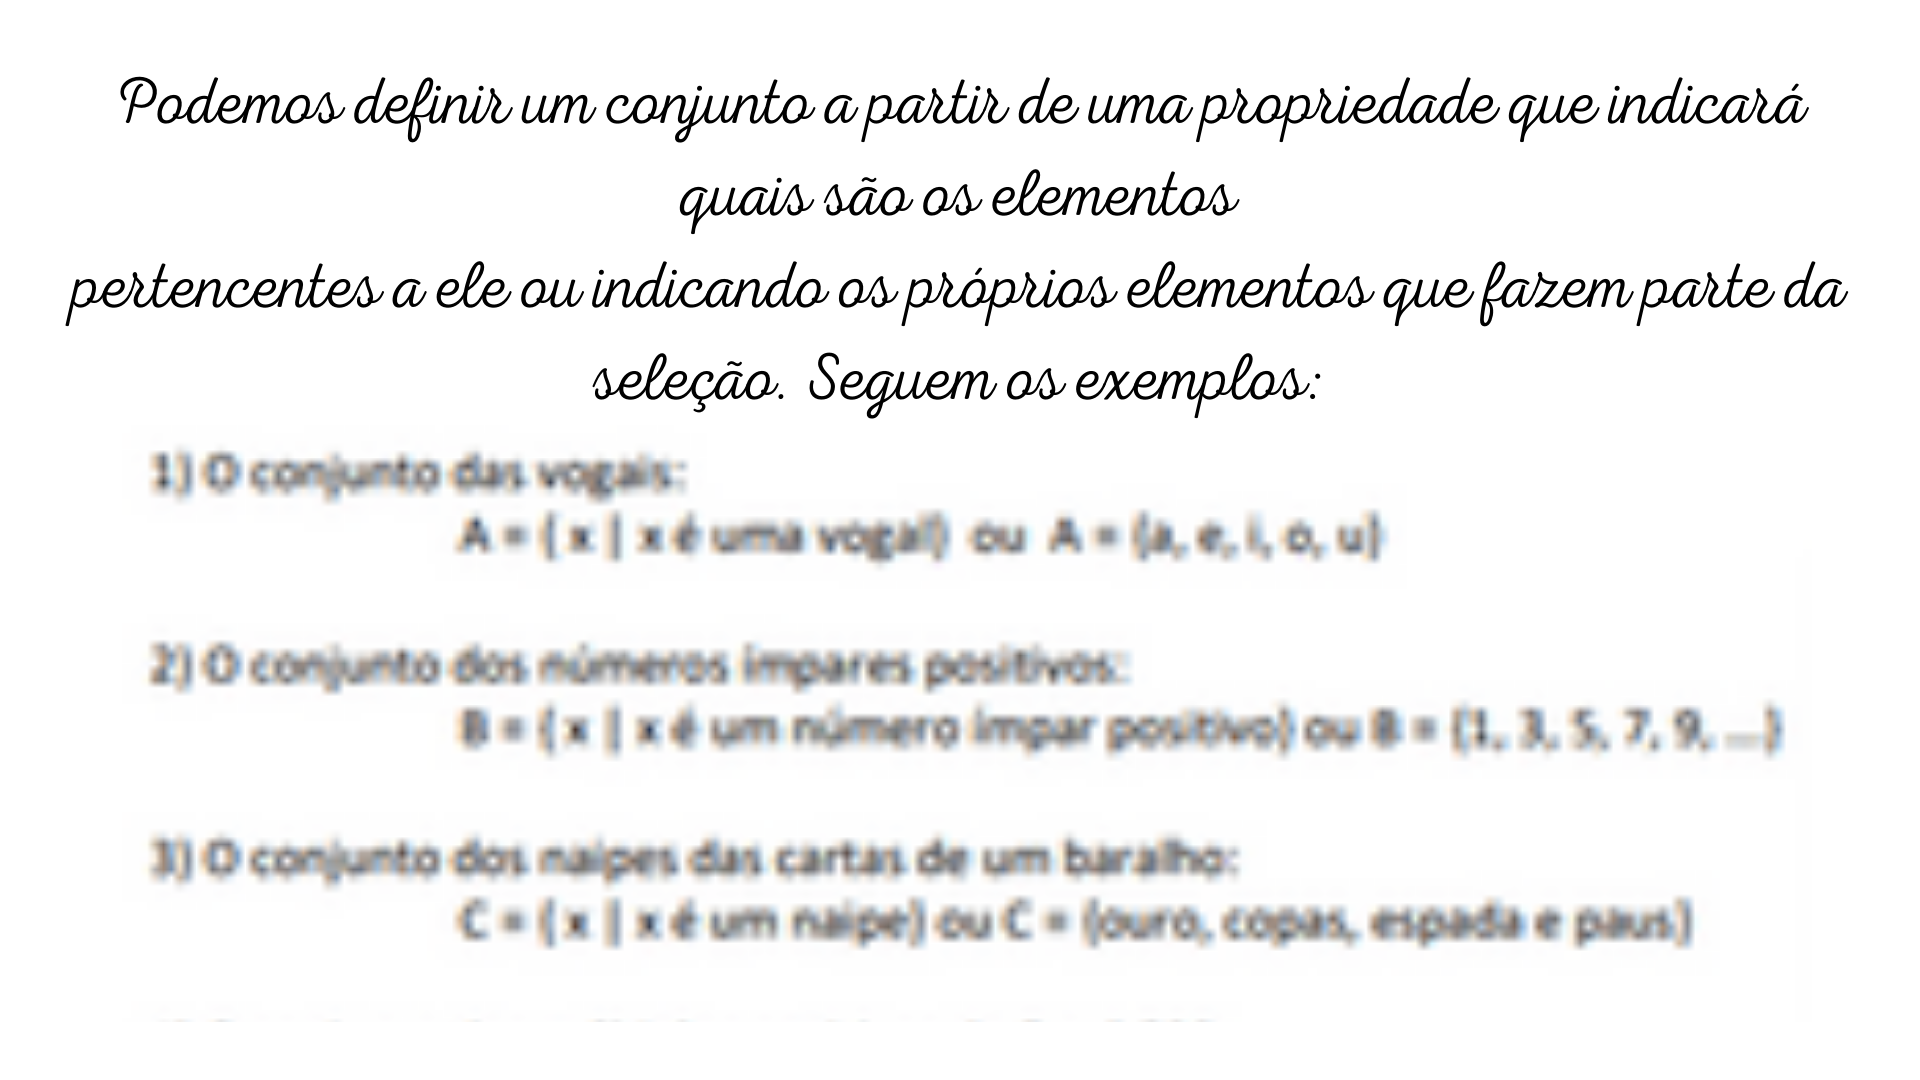 Podemos definir um conjunto a partir de uma propriedade que indicará
quais são os elementos
pertencentes a ele ou indicando os próprios elementos que fazem parte da
seleção. Seguem os exemplos:
1) O conjunto das vogais:
A = { x | x é uma vogal} ou A = {a, e, i, o, u}
2) O conjunto dos números ímpares positivos:
B = { x | x é um número ímpar positivo} ou B = {1, 3, 5, 7, 9, ...}
3) O conjunto dos naipes das cartas de um baralho:
C = { x | x é um naipe} ou C = {ouro, copas, espada e paus}